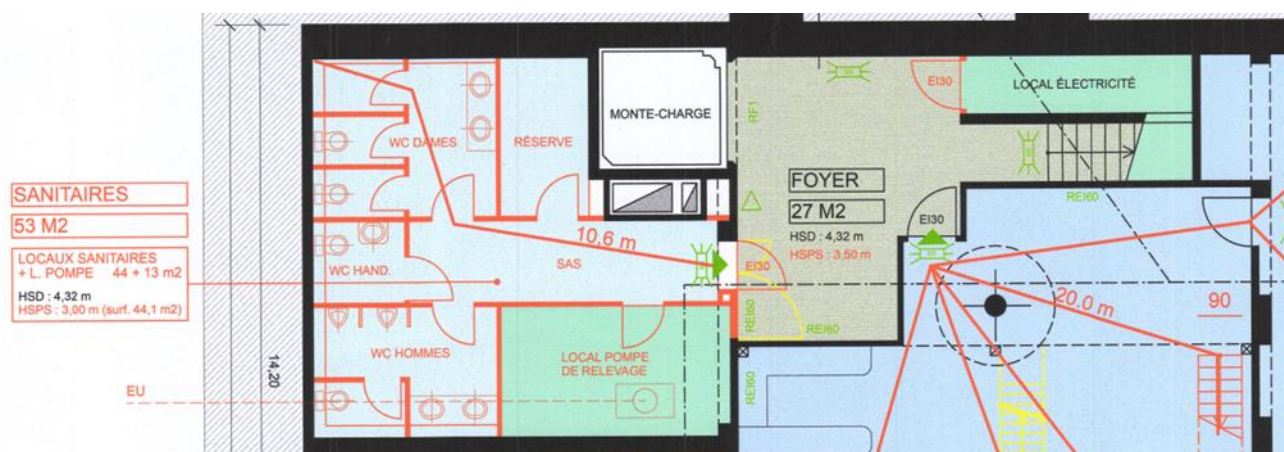 SANITAIRES
53 M2
LOCAUX SANITAIRES
+ L. POMPE 44 + 13 m2
HSD : 4,32 m
HSPS : 3,00 m (surf. 44,1 m2)
EU
14,20
WC DAMES
RÉSERVE
MONTE-CHARGE
WC HAND.
SAS
10,6 m
WC HOMMES
LOCAL POMPE
DE RELEVAGE
RF1
EI30
LOCAL ÉLECTRICITÉ
FOYER
27 M2
HSD : 4,32 m
HSPS : 3,50 m
EI30
EI30
REI60
REI60
REI60
REI60
20.0 m
90